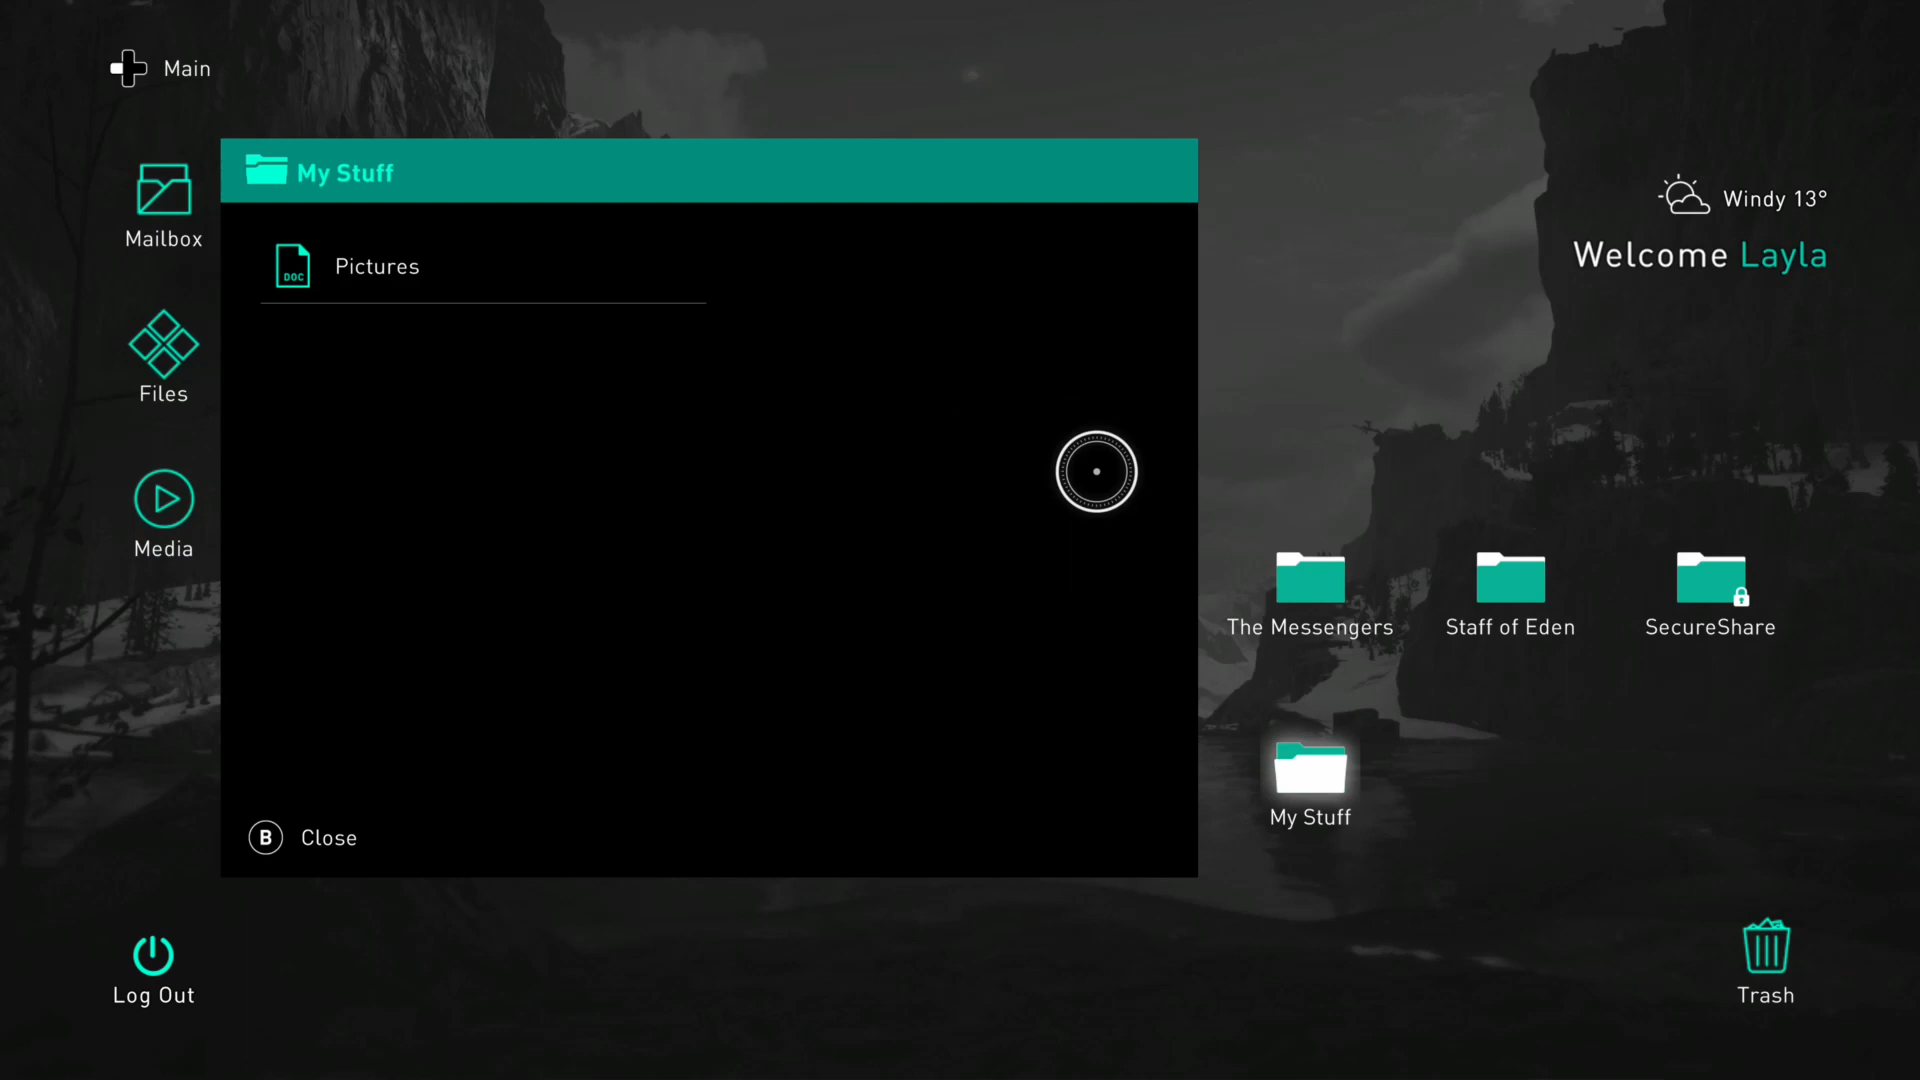 Main
My Stuff
Mailbox
DOC Pictures
Files
Media
Windy 13°
Welcome Layla
The Messengers
Staff of Eden
SecureShare
My Stuff
B Close
Log Out
Trash